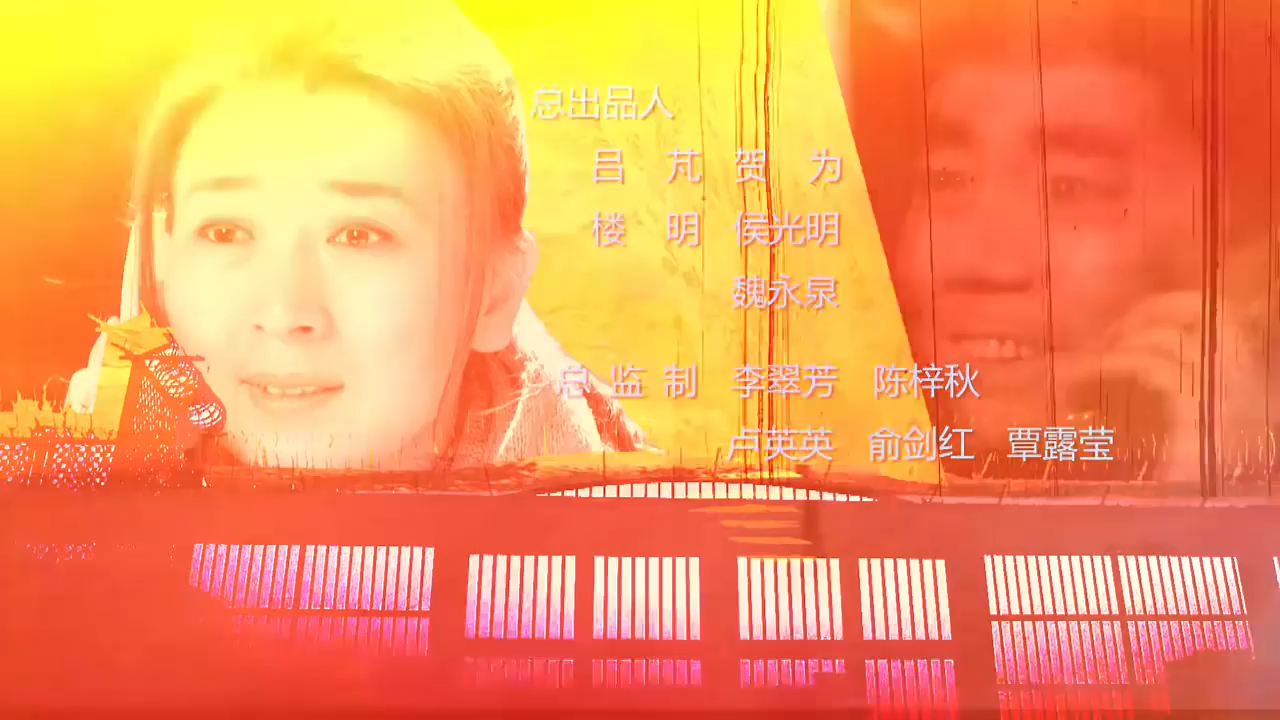 总出品人
吕 芃 贺 为
楼 明 侯光明
魏永泉
总监制 李翠芳 陈梓秋
卢英英 俞剑红 覃露莹